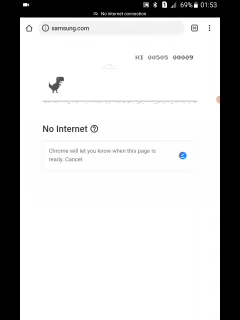 69% 01:53
No internet connection
samsung.com
HI 00505 00009
No Internet
Chrome will let you know when this page is
ready. Cancel